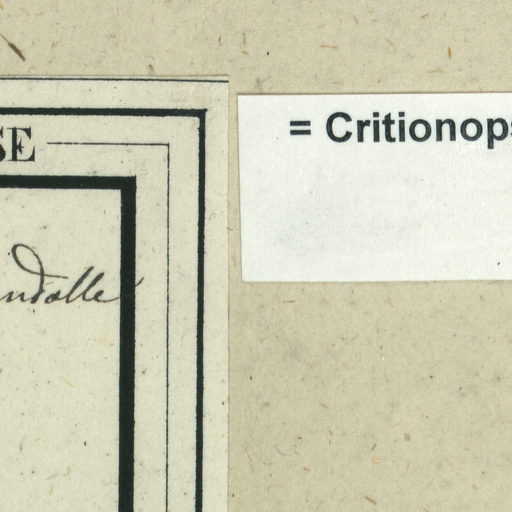 SE
= Critionops
ndolle